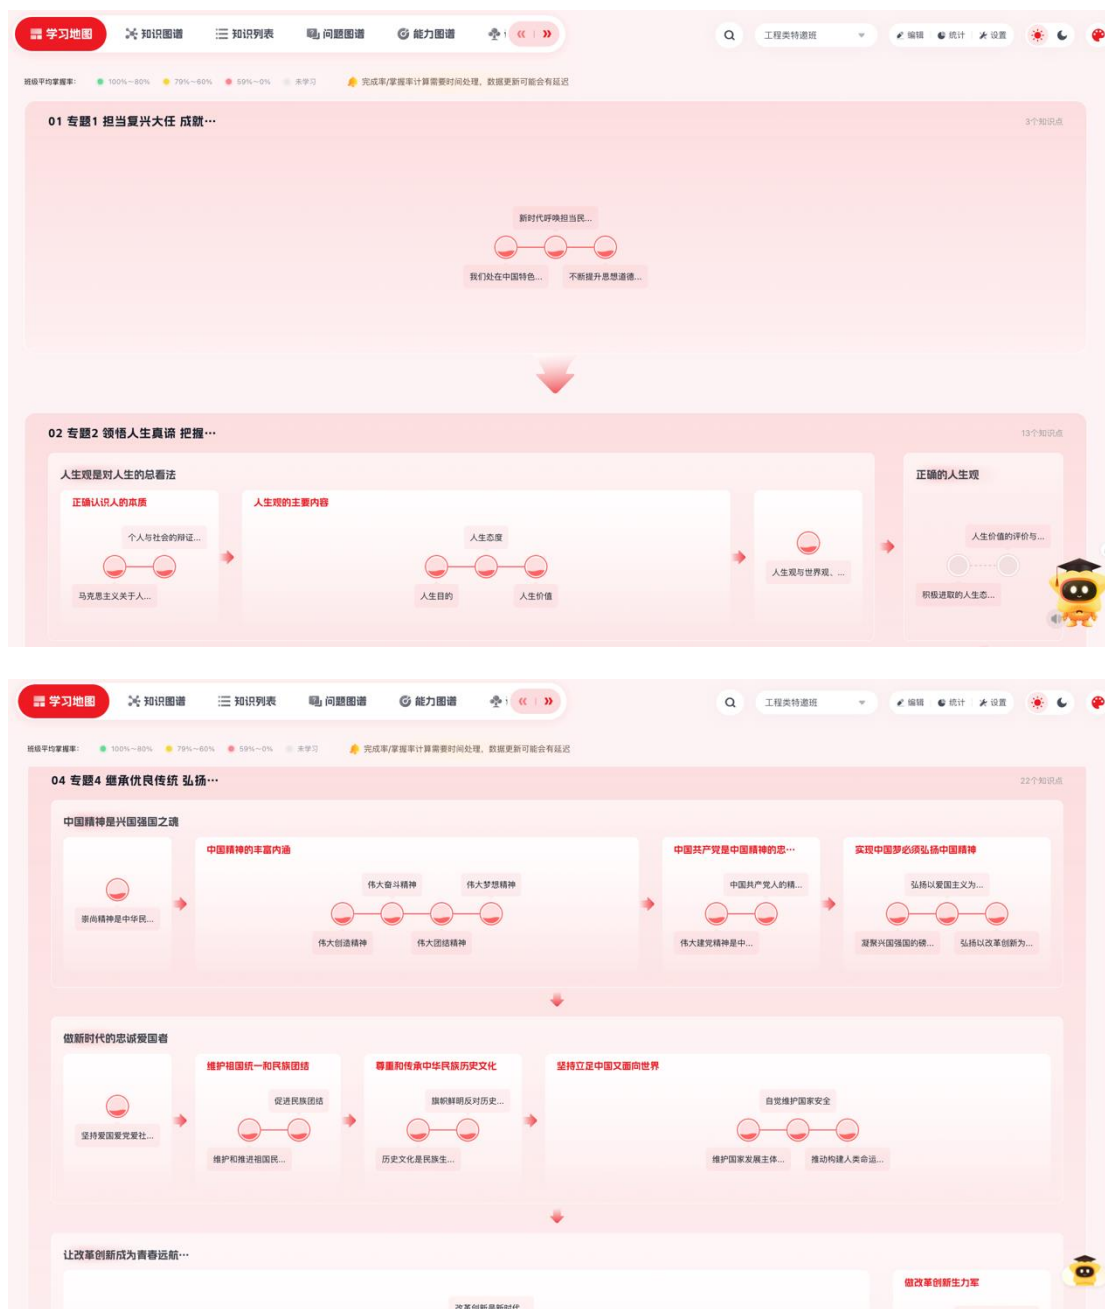 学习地图 知识图谱 知识列表 问题图谱 能力图谱 工程类特邀班 编辑 统计 设置
班级平均掌握率: 100%~80% 79%~60% 59%~0% 未学习 完成率/掌握率计算需要时间处理，数据更新可能会有延迟
01 专题1 担当复兴大任 成就… 3个知识点
新时代呼唤担当民...
我们处在中国特色... 不断提升思想道德...
02 专题2 领悟人生真谛 把握… 13个知识点
人生观是对人生的总看法 正确的人生观
正确认识人的本质 人生观的主要内容
个人与社会的辩证... 人生态度 人生价值的评价与...
人生观与世界观、...
马克思主义关于人... 人生目的 人生价值 积极进取的人生态...
学习地图 知识图谱 知识列表 问题图谱 能力图谱 工程类特邀班 编辑 统计 设置
班级平均掌握率: 100%~80% 79%~60% 59%~0% 未学习 完成率/掌握率计算需要时间处理，数据更新可能会有延迟
04 专题4 继承优良传统 弘扬… 22个知识点
中国精神是兴国强国之魂
中国精神的丰富内涵 中国共产党是中国精神的忠… 实现中国梦必须弘扬中国精神
伟大奋斗精神 伟大梦想精神 中国共产党人的精... 弘扬以爱国主义为...
崇尚精神是中华民...
伟大创造精神 伟大团结精神 伟大建党精神是中... 凝聚兴国强国的磅... 弘扬以改革创新为...
做新时代的忠诚爱国者
维护祖国统一和民族团结 尊重和传承中华民族历史文化 坚持立足中国又面向世界
促进民族团结 旗帜鲜明反对历史... 自觉维护国家安全
坚持爱国爱党爱社...
维护和推进祖国民... 历史文化是民族生... 维护国家发展主体... 推动构建人类命运...
让改革创新成为青春远航…
做改革创新生力军
改革创新是新时代